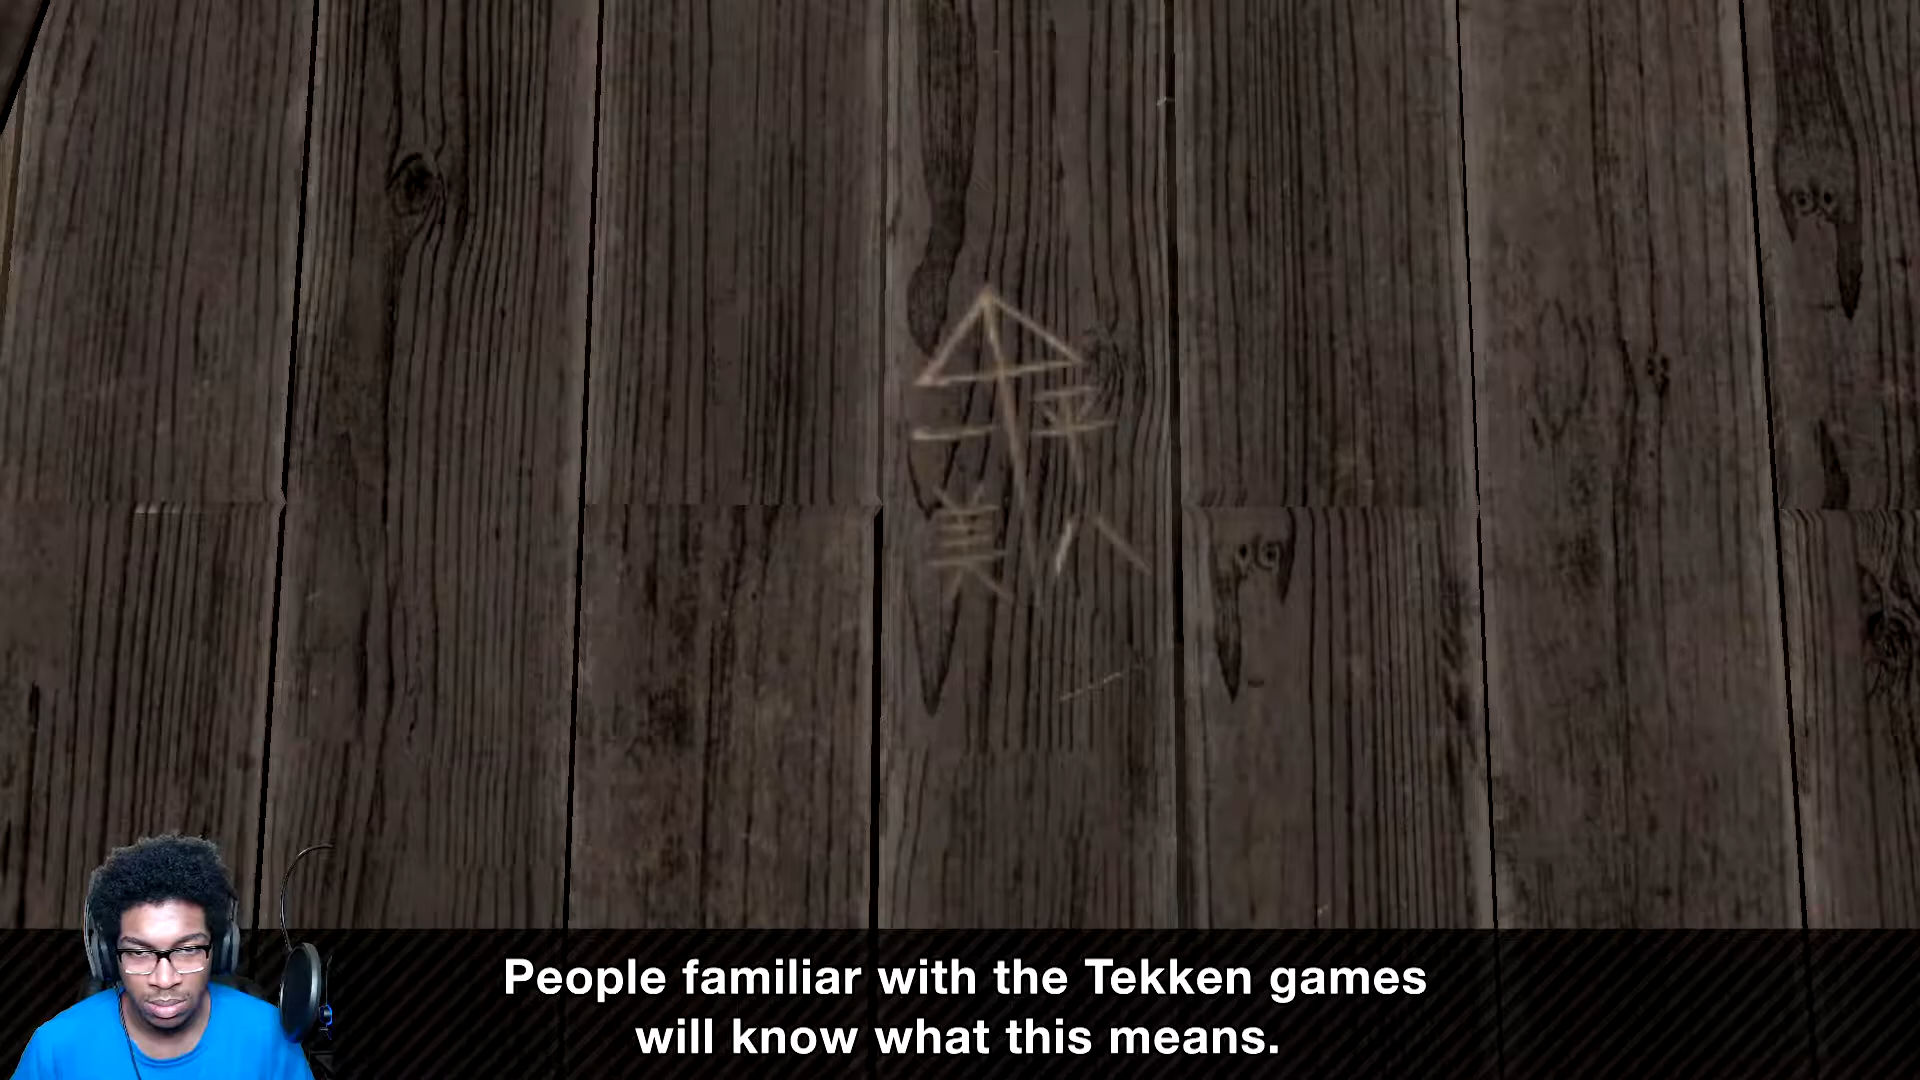 平八
一美
People familiar with the Tekken games
will know what this means.